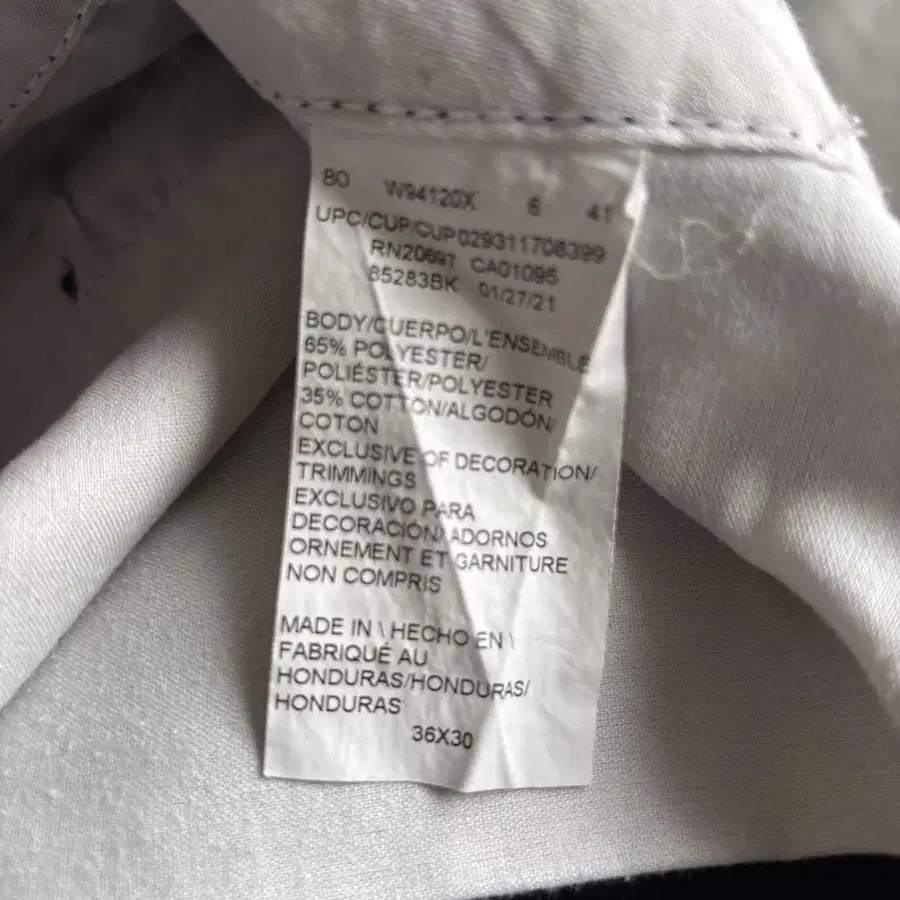 80 W94120X 6 41
UPC/CUP/CUP029311708399
RN20697 CA01095
85283BK 01/27/21
BODY/CUERPO/L'ENSEMBLE
65% POLYESTER/
POLIÉSTER/POLYESTER
35% COTTON/ALGODÓN/
COTON
EXCLUSIVE OF DECORATION/
TRIMMINGS
EXCLUSIVO PARA
DECORACIÓN/ADORNOS
ORNEMENT ET GARNITURE
NON COMPRIS
MADE IN \ HECHO EN \
FABRIQUÉ AU
HONDURAS/HONDURAS/
HONDURAS
36X30